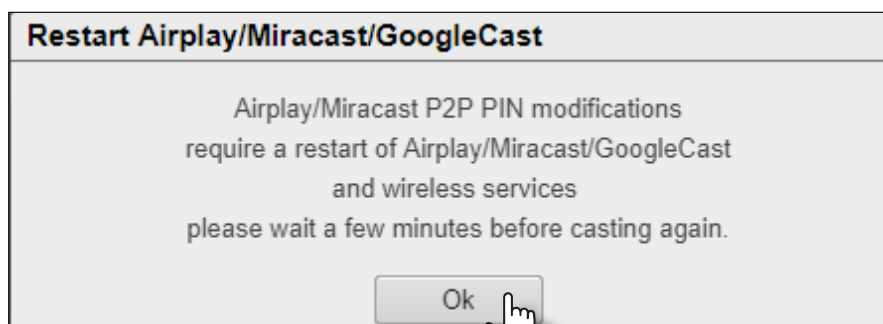 Restart Airplay/Miracast/GoogleCast
Airplay/Miracast P2P PIN modifications
require a restart of Airplay/Miracast/GoogleCast
and wireless services
please wait a few minutes before casting again.
Ok